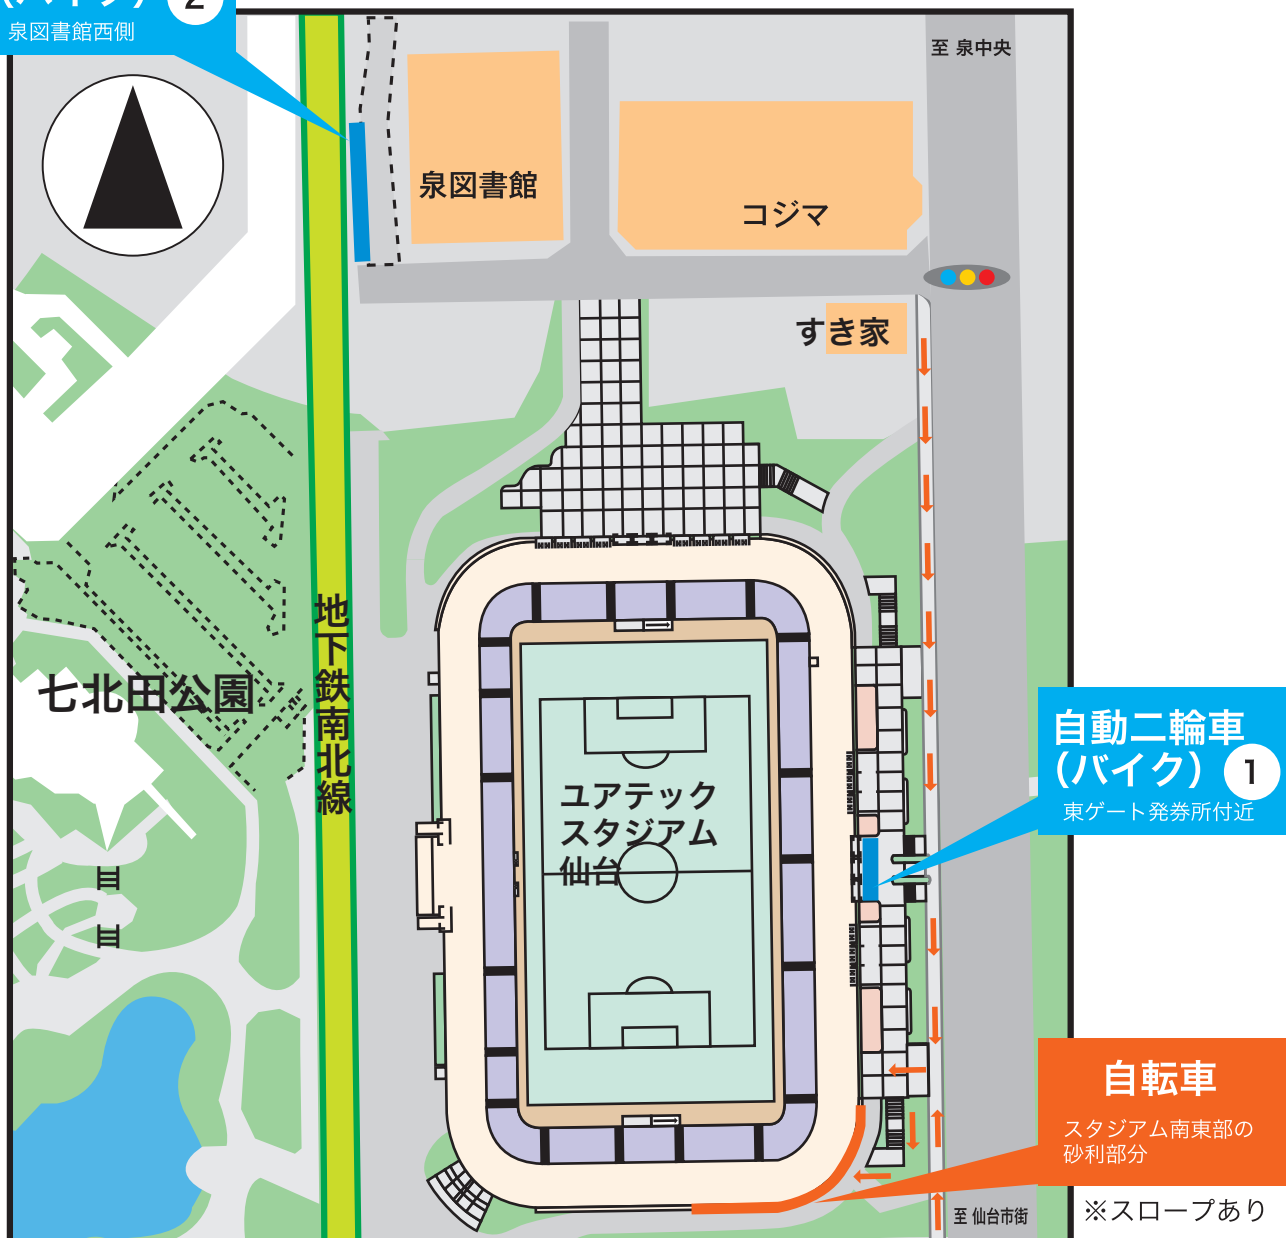 (バイク) 2
泉図書館西側
至 泉中央
泉図書館
コジマ
すき家
地下鉄南北線
七北田公園
ユアテック
スタジアム
仙台
自動二輪車
(バイク) 1
東ゲート発券所付近
自転車
スタジアム南東部の
砂利部分
※スロープあり
至 仙台市街